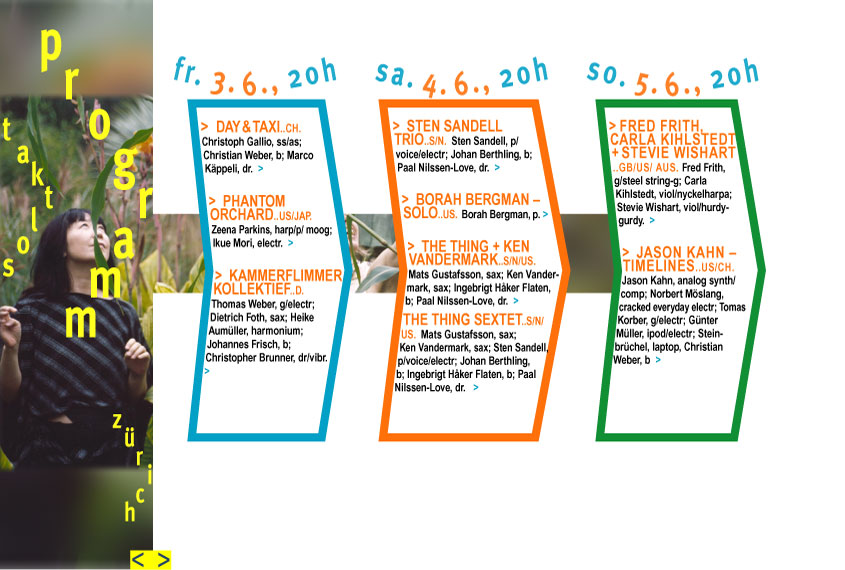 programm
taktlos
zürich
< >
fr. 3.6., 20h
> DAY & TAXI..CH.
Christoph Gallio, ss/as;
Christian Weber, b; Marco
Käppeli, dr. >
> PHANTOM
ORCHARD..US/JAP.
Zeena Parkins, harp/p/ moog;
Ikue Mori, electr. >
> KAMMERFLIMMER
KOLLEKTIEF..D.
Thomas Weber, g/electr;
Dietrich Foth, sax; Heike
Aumüller, harmonium;
Johannes Frisch, b;
Christopher Brunner, dr/vibr.
>
sa. 4.6., 20h
> STEN SANDELL
TRIO..S/N. Sten Sandell, p/
voice/electr; Johan Berthling, b;
Paal Nilssen-Love, dr. >
> BORAH BERGMAN –
SOLO..US. Borah Bergman, p. >
> THE THING + KEN
VANDERMARK..S/N/US.
Mats Gustafsson, sax; Ken Vander-
mark, sax; Ingebrigt Håker Flaten,
b; Paal Nilssen-Love, dr. >
THE THING SEXTET..S/N/
US. Mats Gustafsson, sax;
Ken Vandermark, sax; Sten Sandell,
p/voice/electr; Johan Berthling,
b; Ingebrigt Håker Flaten, b; Paal
Nilssen-Love, dr. >
so. 5.6., 20h
> FRED FRITH,
CARLA KIHLSTEDT
+ STEVIE WISHART
..GB/US/ AUS. Fred Frith,
g/steel string-g; Carla
Kihlstedt, viol/nyckelharpa;
Stevie Wishart, viol/hurdy-
gurdy. >
> JASON KAHN –
TIMELINES..US/CH.
Jason Kahn, analog synth/
comp; Norbert Möslang,
cracked everyday electr; Tomas
Korber, g/electr; Günter
Müller, ipod/electr; Stein-
brüchel, laptop, Christian
Weber, b >